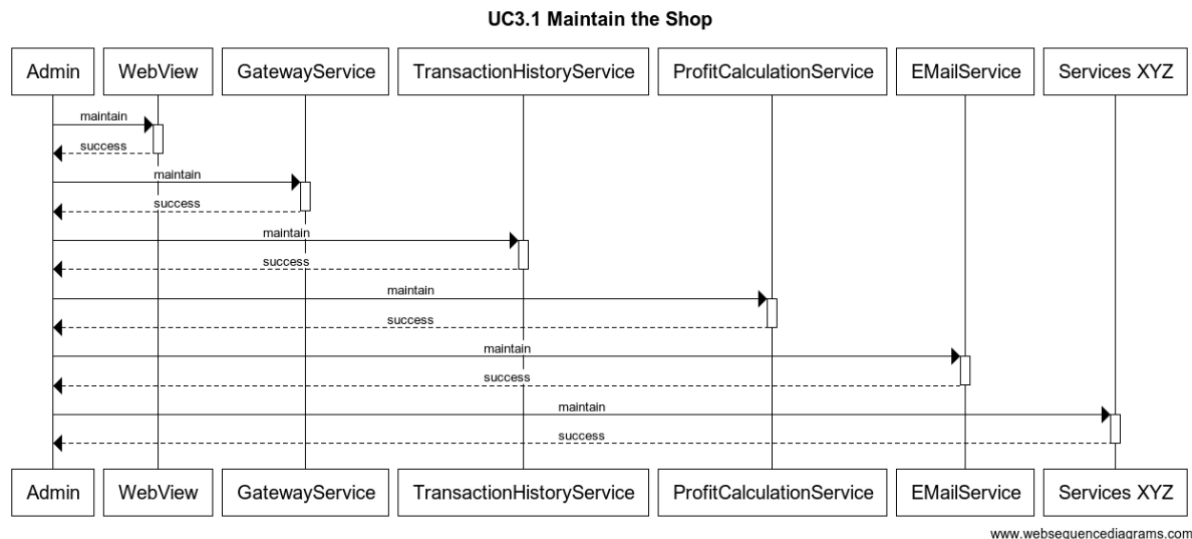 UC3.1 Maintain the Shop
Admin WebView GatewayService TransactionHistoryService ProfitCalculationService EMailService Services XYZ
maintain
success
maintain
success
maintain
success
maintain
success
maintain
success
maintain
success
Admin WebView GatewayService TransactionHistoryService ProfitCalculationService EMailService Services XYZ
www.websequencediagrams.com